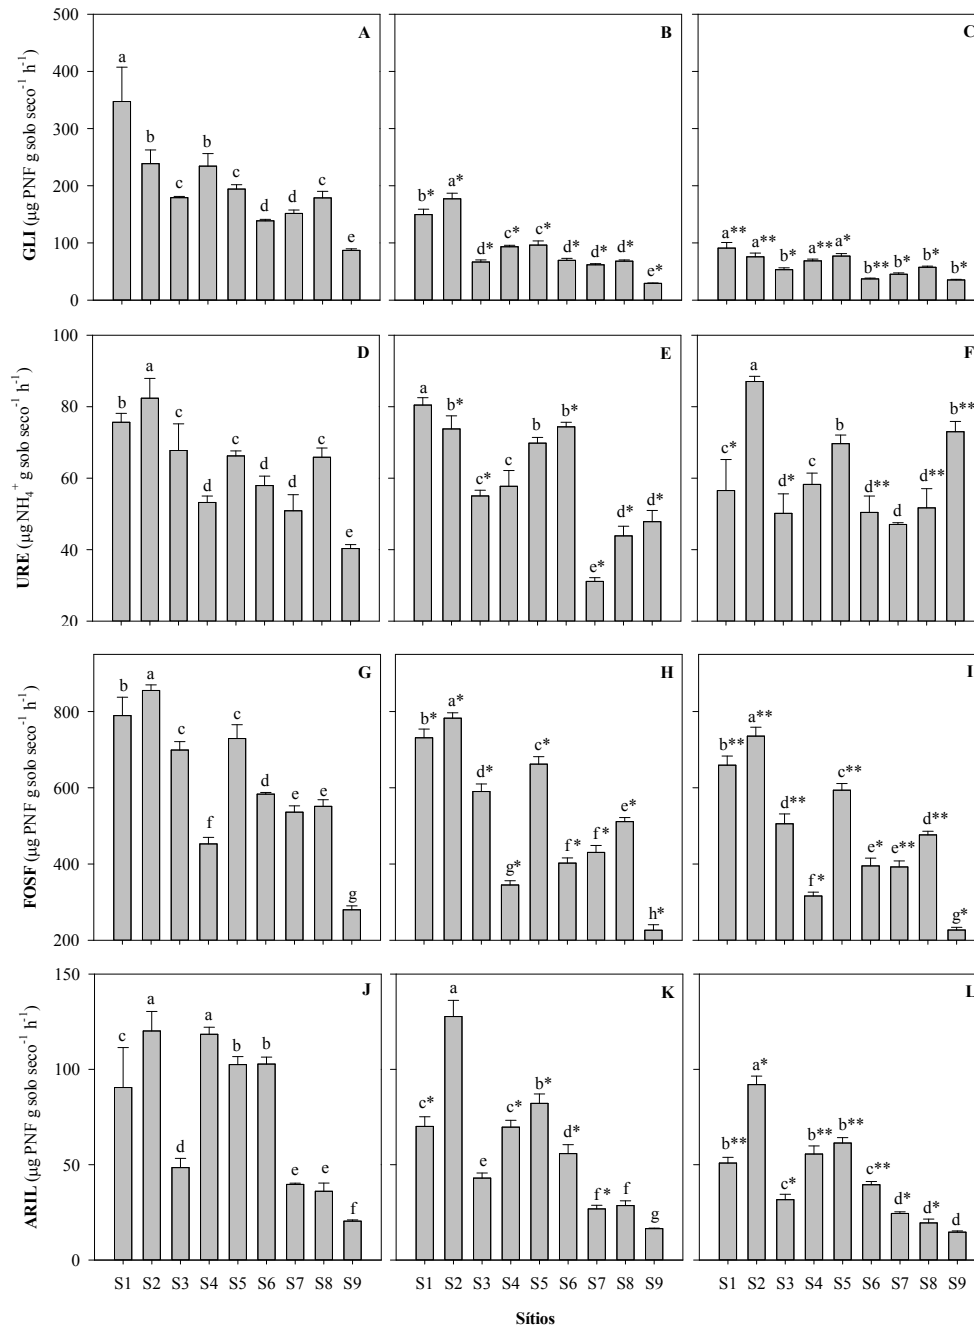 500
400
300
200
100
0
GLI (µg PNF g solo seco⁻¹ h⁻¹)
A
a
b
c
b
c
d
d
c
e
B
b*
a*
d*
c*
c*
d*
d*
d*
e*
C
a**
a**
b*
a**
a*
b**
b*
b*
b*
100
80
60
40
20
URE (µg NH₄⁺ g solo seco⁻¹ h⁻¹)
D
b
a
c
d
c
d
d
c
e
E
a
b*
c*
c
b
b*
e*
d*
d*
F
c*
a
d*
c
b
d**
d
d**
b**
800
600
400
200
FOSF (µg PNF g solo seco⁻¹ h⁻¹)
G
b
a
c
f
c
d
e
e
g
H
b*
a*
d*
g*
c*
f*
f*
e*
h*
I
b**
a**
d**
f*
c**
e*
e**
d**
g*
150
100
50
0
ARIL (µg PNF g solo seco⁻¹ h⁻¹)
J
c
a
d
a
b
b
e
e
f
K
c*
a
e
c*
b*
d*
f*
f
g
L
b**
a*
c*
b**
b**
c**
d*
d*
d
S1 S2 S3 S4 S5 S6 S7 S8 S9
S1 S2 S3 S4 S5 S6 S7 S8 S9
S1 S2 S3 S4 S5 S6 S7 S8 S9
Sítios